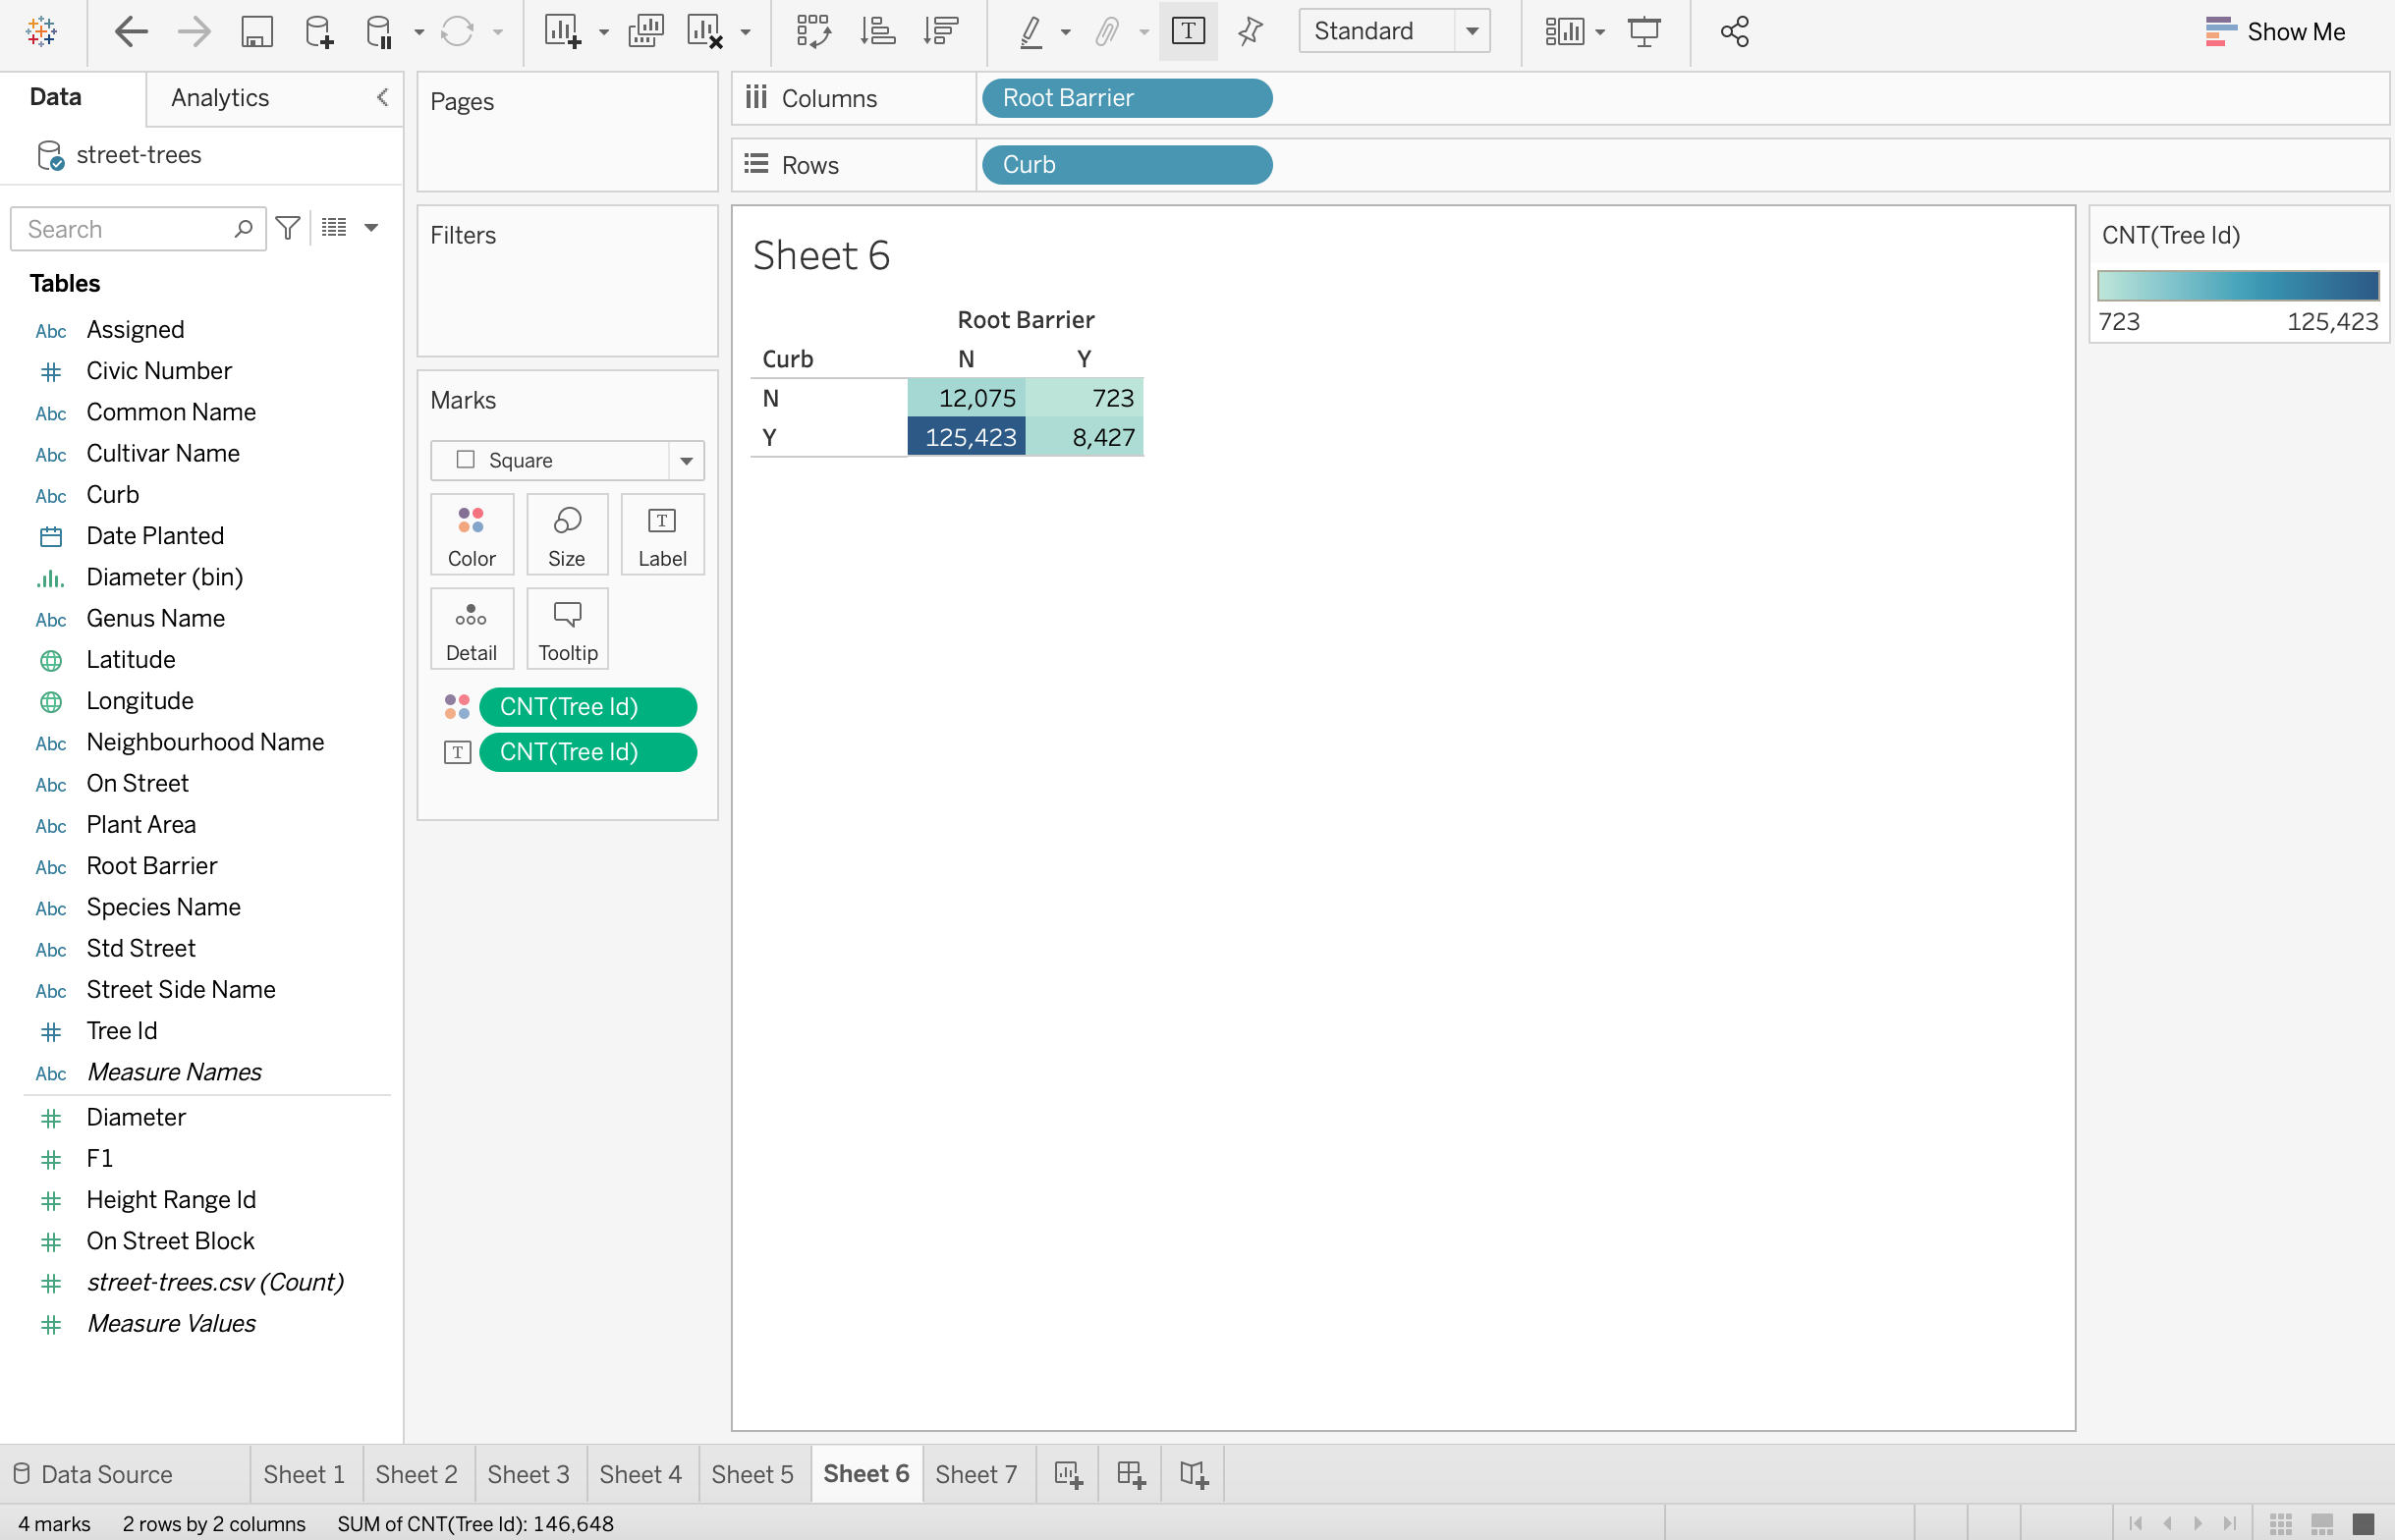 Standard
Show Me
Data
Analytics
street-trees
Search
Tables
Abc Assigned
Civic Number
Abc Common Name
Abc Cultivar Name
Abc Curb
Date Planted
Diameter (bin)
Abc Genus Name
Latitude
Longitude
Abc Neighbourhood Name
Abc On Street
Abc Plant Area
Abc Root Barrier
Abc Species Name
Abc Std Street
Abc Street Side Name
Tree Id
Abc Measure Names
Diameter
F1
Height Range Id
On Street Block
street-trees.csv (Count)
Measure Values
Pages
Filters
Marks
Square
Color Size Label
Detail Tooltip
CNT(Tree Id)
CNT(Tree Id)
Columns Root Barrier
Rows Curb
Sheet 6
Root Barrier
Curb N Y
N 12,075 723
Y 125,423 8,427
CNT(Tree Id)
723 125,423
Data Source Sheet 1 Sheet 2 Sheet 3 Sheet 4 Sheet 5 Sheet 6 Sheet 7
4 marks 2 rows by 2 columns SUM of CNT(Tree Id): 146,648